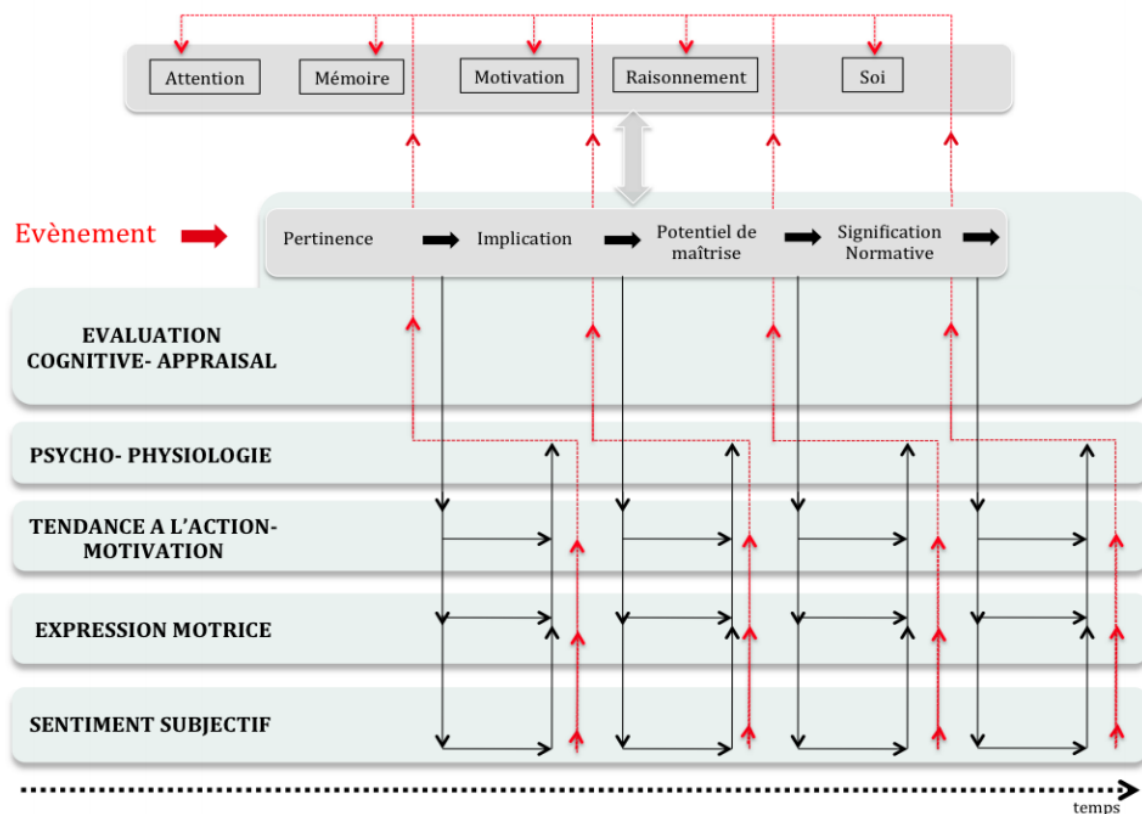 Attention
Mémoire
Motivation
Raisonnement
Soi
Evènement
Pertinence
Implication
Potentiel de
maîtrise
Signification
Normative
EVALUATION
COGNITIVE- APPRAISAL
PSYCHO- PHYSIOLOGIE
TENDANCE A L'ACTION-
MOTIVATION
EXPRESSION MOTRICE
SENTIMENT SUBJECTIF
temps